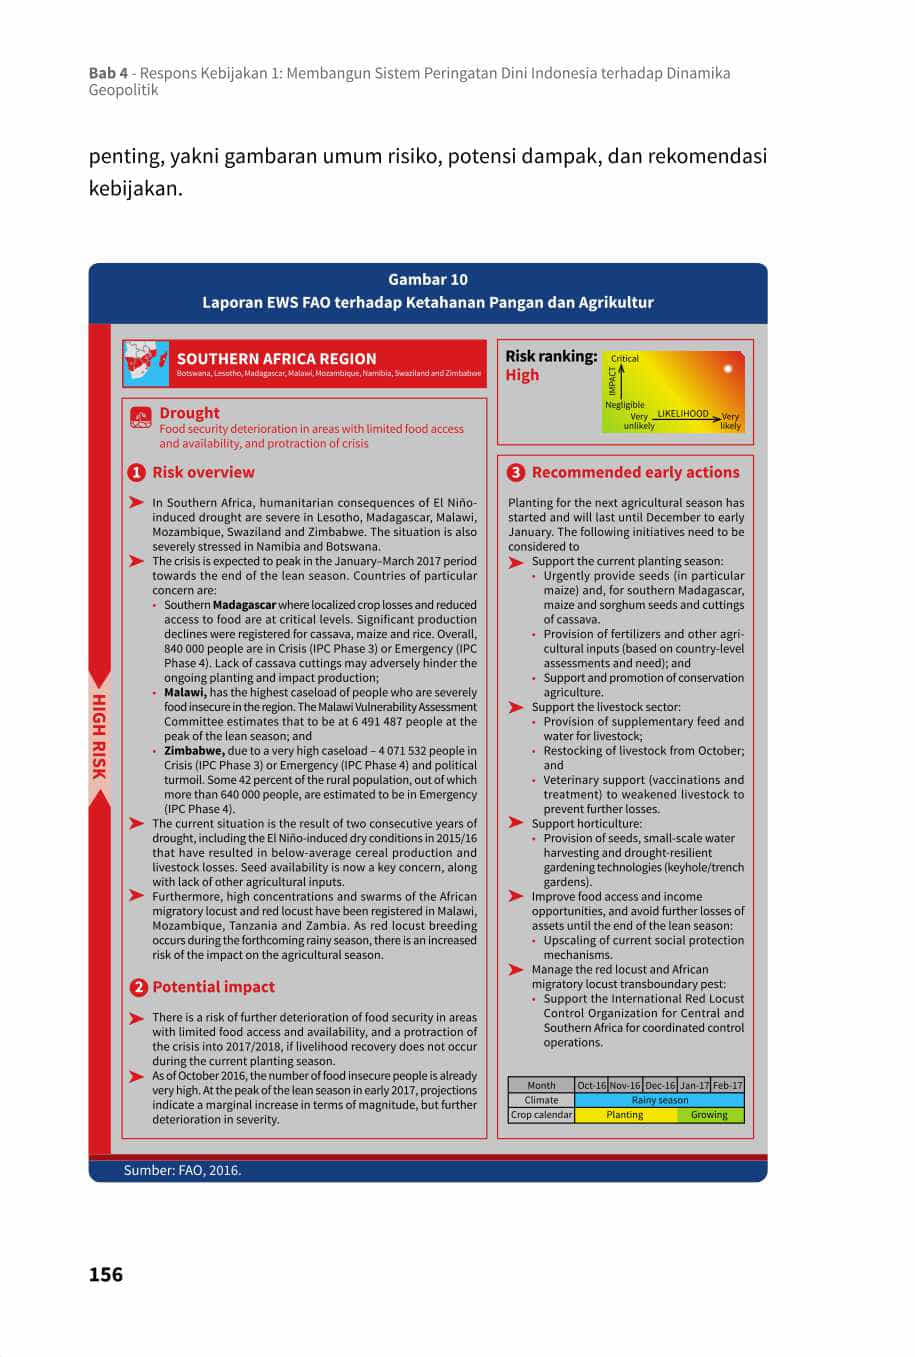 Bab 4 - Respons Kebijakan 1: Membangun Sistem Peringatan Dini Indonesia terhadap Dinamika
Geopolitik
penting, yakni gambaran umum risiko, potensi dampak, dan rekomendasi
kebijakan.
Gambar 10
Laporan EWS FAO terhadap Ketahanan Pangan dan Agrikultur
HIGH RISK
SOUTHERN AFRICA REGION
Botswana, Lesotho, Madagascar, Malawi, Mozambique, Namibia, Swaziland and Zimbabwe
Drought
Food security deterioration in areas with limited food access
and availability, and protraction of crisis
1 Risk overview
In Southern Africa, humanitarian consequences of El Niño-
induced drought are severe in Lesotho, Madagascar, Malawi,
Mozambique, Swaziland and Zimbabwe. The situation is also
severely stressed in Namibia and Botswana.
The crisis is expected to peak in the January–March 2017 period
towards the end of the lean season. Countries of particular
concern are:
• Southern Madagascar where localized crop losses and reduced
access to food are at critical levels. Significant production
declines were registered for cassava, maize and rice. Overall,
840 000 people are in Crisis (IPC Phase 3) or Emergency (IPC
Phase 4). Lack of cassava cuttings may adversely hinder the
ongoing planting and impact production;
• Malawi, has the highest caseload of people who are severely
food insecure in the region. The Malawi Vulnerability Assessment
Committee estimates that to be at 6 491 487 people at the
peak of the lean season; and
• Zimbabwe, due to a very high caseload – 4 071 532 people in
Crisis (IPC Phase 3) or Emergency (IPC Phase 4) and political
turmoil. Some 42 percent of the rural population, out of which
more than 640 000 people, are estimated to be in Emergency
(IPC Phase 4).
The current situation is the result of two consecutive years of
drought, including the El Niño-induced dry conditions in 2015/16
that have resulted in below-average cereal production and
livestock losses. Seed availability is now a key concern, along
with lack of other agricultural inputs.
Furthermore, high concentrations and swarms of the African
migratory locust and red locust have been registered in Malawi,
Mozambique, Tanzania and Zambia. As red locust breeding
occurs during the forthcoming rainy season, there is an increased
risk of the impact on the agricultural season.
2 Potential impact
There is a risk of further deterioration of food security in areas
with limited food access and availability, and a protraction of
the crisis into 2017/2018, if livelihood recovery does not occur
during the current planting season.
As of October 2016, the number of food insecure people is already
very high. At the peak of the lean season in early 2017, projections
indicate a marginal increase in terms of magnitude, but further
deterioration in severity.
Risk ranking:
High
Critical
IMPACT
Negligible
Very
unlikely
LIKELIHOOD
Very
likely
3 Recommended early actions
Planting for the next agricultural season has
started and will last until December to early
January. The following initiatives need to be
considered to
Support the current planting season:
• Urgently provide seeds (in particular
maize) and, for southern Madagascar,
maize and sorghum seeds and cuttings
of cassava.
• Provision of fertilizers and other agri-
cultural inputs (based on country-level
assessments and need); and
• Support and promotion of conservation
agriculture.
Support the livestock sector:
• Provision of supplementary feed and
water for livestock;
• Restocking of livestock from October;
and
• Veterinary support (vaccinations and
treatment) to weakened livestock to
prevent further losses.
Support horticulture:
• Provision of seeds, small-scale water
harvesting and drought-resilient
gardening technologies (keyhole/trench
gardens).
Improve food access and income
opportunities, and avoid further losses of
assets until the end of the lean season:
• Upscaling of current social protection
mechanisms.
Manage the red locust and African
migratory locust transboundary pest:
• Support the International Red Locust
Control Organization for Central and
Southern Africa for coordinated control
operations.
Month Oct-16 Nov-16 Dec-16 Jan-17 Feb-17
Climate Rainy season
Crop calendar Planting Growing
Sumber: FAO, 2016.
156